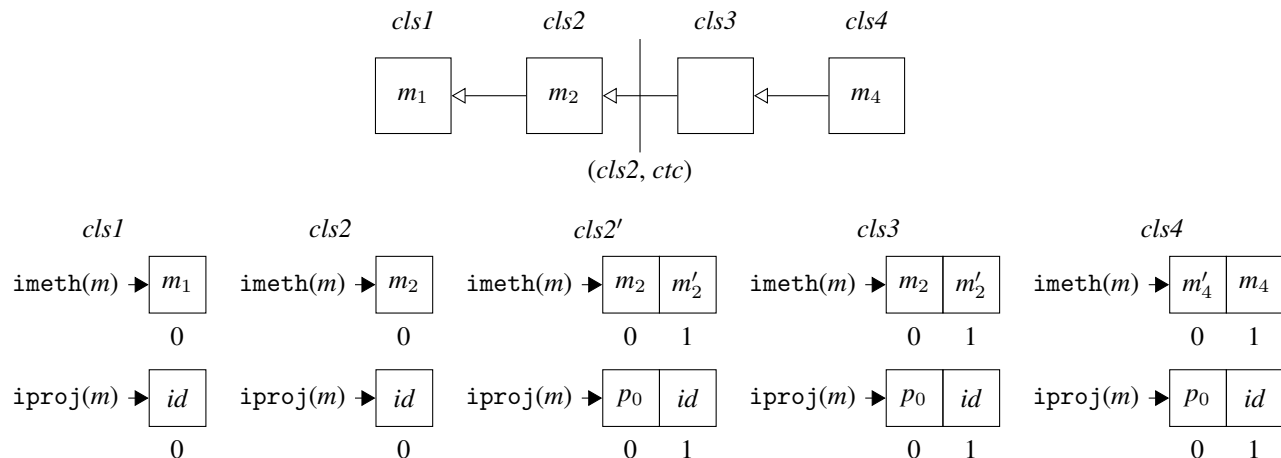 cls1 cls2 cls3 cls4
m₁ m₂ m₄
(cls2, ctc)
cls1 cls2 cls2′ cls3 cls4
imeth(m) m₁ imeth(m) m₂ imeth(m) m₂ m′₂ imeth(m) m₂ m′₂ imeth(m) m′₄ m₄
0 0 0 1 0 1 0 1
iproj(m) id iproj(m) id iproj(m) p₀ id iproj(m) p₀ id iproj(m) p₀ id
0 0 0 1 0 1 0 1